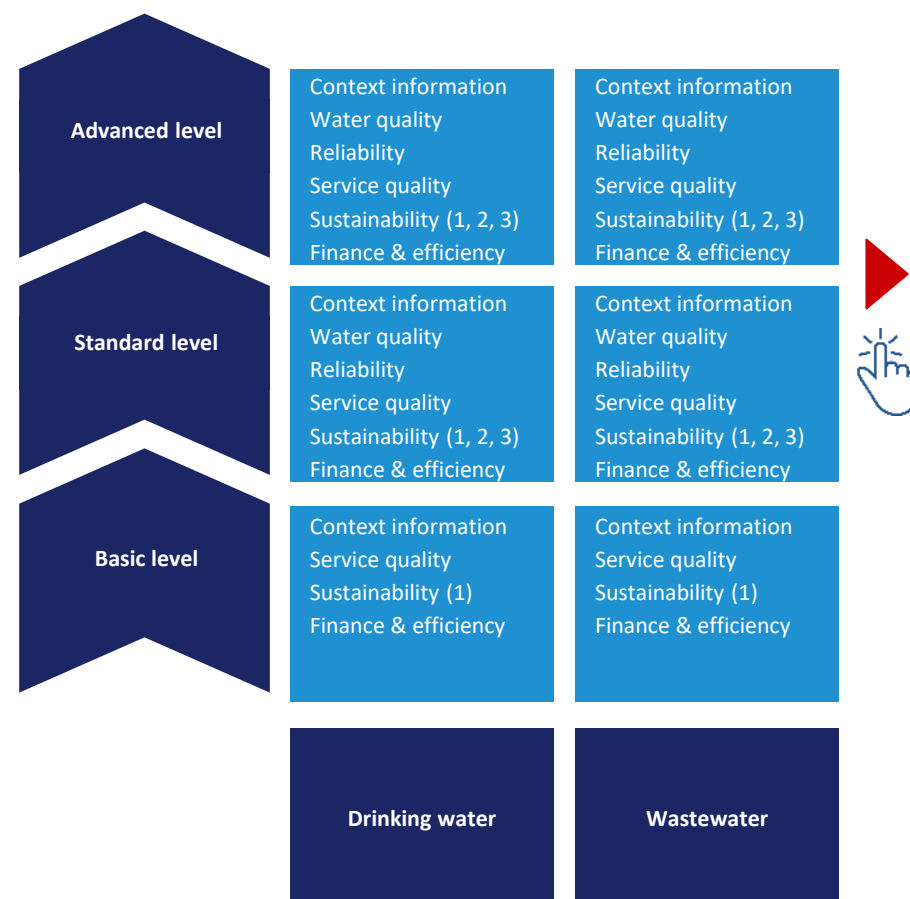 Advanced level
Context information
Water quality
Reliability
Service quality
Sustainability (1, 2, 3)
Finance & efficiency
Context information
Water quality
Reliability
Service quality
Sustainability (1, 2, 3)
Finance & efficiency
Standard level
Context information
Water quality
Reliability
Service quality
Sustainability (1, 2, 3)
Finance & efficiency
Context information
Water quality
Reliability
Service quality
Sustainability (1, 2, 3)
Finance & efficiency
Basic level
Context information
Service quality
Sustainability (1)
Finance & efficiency
Context information
Service quality
Sustainability (1)
Finance & efficiency
Drinking water
Wastewater